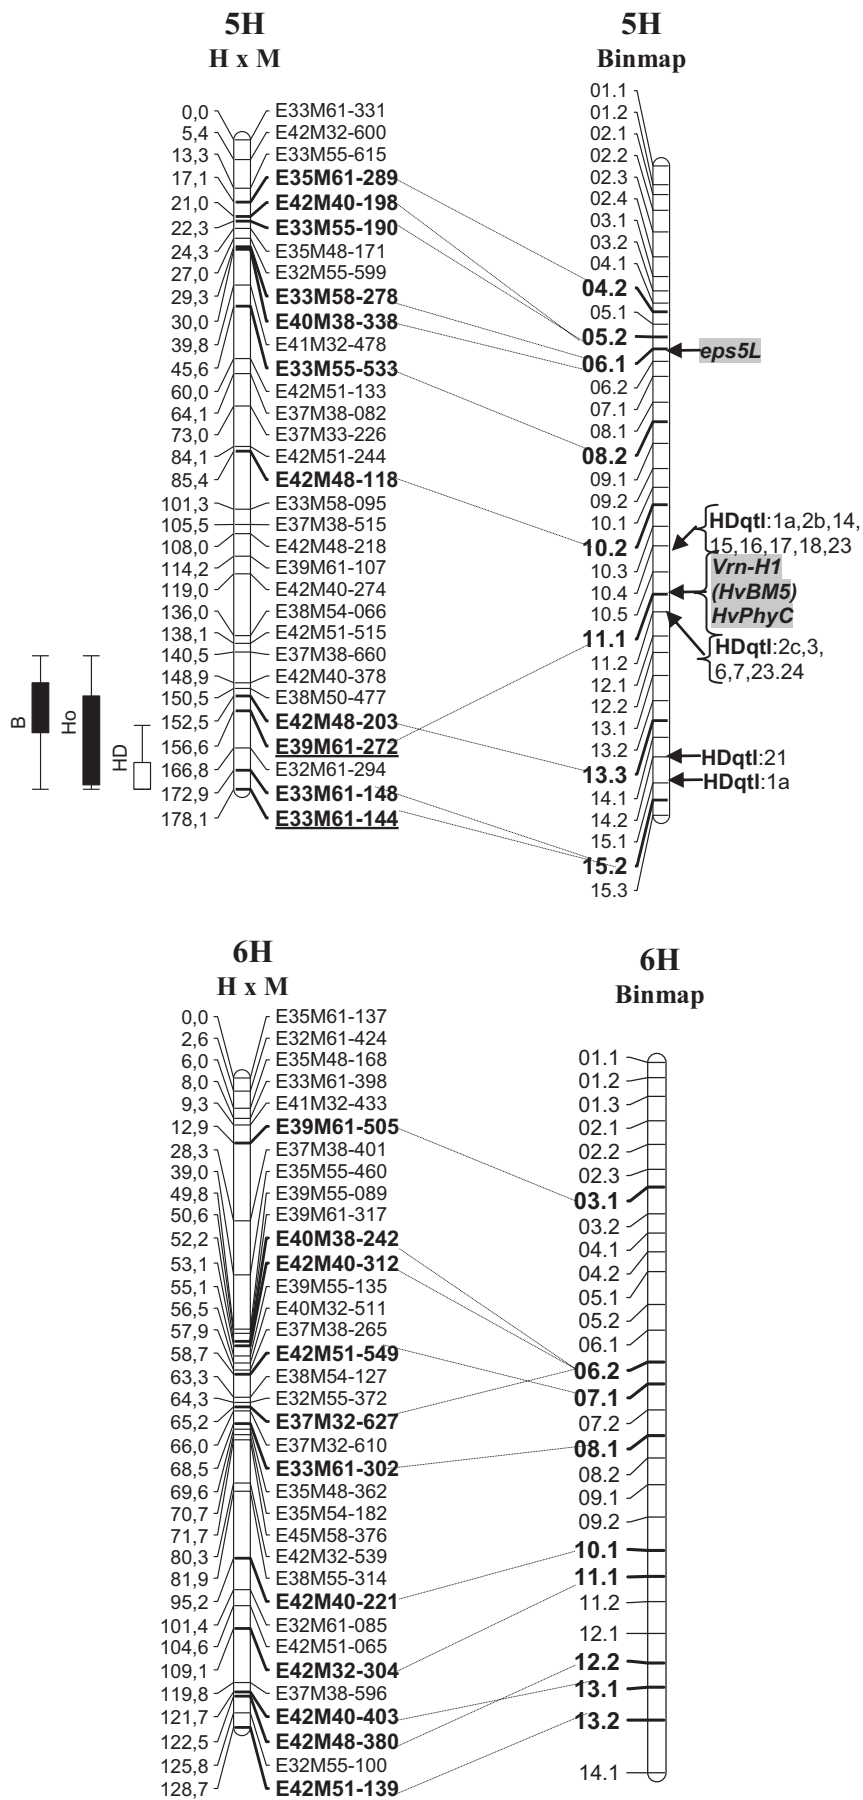 5H
H x M
0,0 E33M61-331
5,4 E42M32-600
13,3 E33M55-615
17,1 E35M61-289
21,0 E42M40-198
22,3 E33M55-190
24,3 E35M48-171
27,0 E32M55-599
29,3 E33M58-278
30,0 E40M38-338
39,8 E41M32-478
45,6 E33M55-533
60,0 E42M51-133
64,1 E37M38-082
73,0 E37M33-226
84,1 E42M51-244
85,4 E42M48-118
101,3 E33M58-095
105,5 E37M38-515
108,0 E42M48-218
114,2 E39M61-107
119,0 E42M40-274
136,0 E38M54-066
138,1 E42M51-515
140,5 E37M38-660
148,9 E42M40-378
150,5 E38M50-477
152,5 E42M48-203
156,6 E39M61-272
166,8 E32M61-294
172,9 E33M61-148
178,1 E33M61-144
B
Ho
HD
5H
Binmap
01.1
01.2
02.1
02.2
02.3
02.4
03.1
03.2
04.1
04.2
05.1
05.2
06.1
06.2
07.1
08.1
08.2
09.1
09.2
10.1
10.2
10.3
10.4
10.5
11.1
11.2
12.1
12.2
13.1
13.2
13.3
14.1
14.2
15.1
15.2
15.3
eps5L
HDqtl:1a,2b,14,
15,16,17,18,23
Vrn-H1
(HvBM5)
HvPhyC
HDqtl:2c,3,
6,7,23.24
HDqtl:21
HDqtl:1a
6H
H x M
0,0 E35M61-137
2,6 E32M61-424
6,0 E35M48-168
8,0 E33M61-398
9,3 E41M32-433
12,9 E39M61-505
28,3 E37M38-401
39,0 E35M55-460
49,8 E39M55-089
50,6 E39M61-317
52,2 E40M38-242
53,1 E42M40-312
55,1 E39M55-135
56,5 E40M32-511
57,9 E37M38-265
58,7 E42M51-549
63,3 E38M54-127
64,3 E32M55-372
65,2 E37M32-627
66,0 E37M32-610
68,5 E33M61-302
69,6 E35M48-362
70,7 E35M54-182
71,7 E45M58-376
80,3 E42M32-539
81,9 E38M55-314
95,2 E42M40-221
101,4 E32M61-085
104,6 E42M51-065
109,1 E42M32-304
119,8 E37M38-596
121,7 E42M40-403
122,5 E42M48-380
125,8 E32M55-100
128,7 E42M51-139
6H
Binmap
01.1
01.2
01.3
02.1
02.2
02.3
03.1
03.2
04.1
04.2
05.1
05.2
06.1
06.2
07.1
07.2
08.1
08.2
09.1
09.2
10.1
11.1
11.2
12.1
12.2
13.1
13.2
14.1